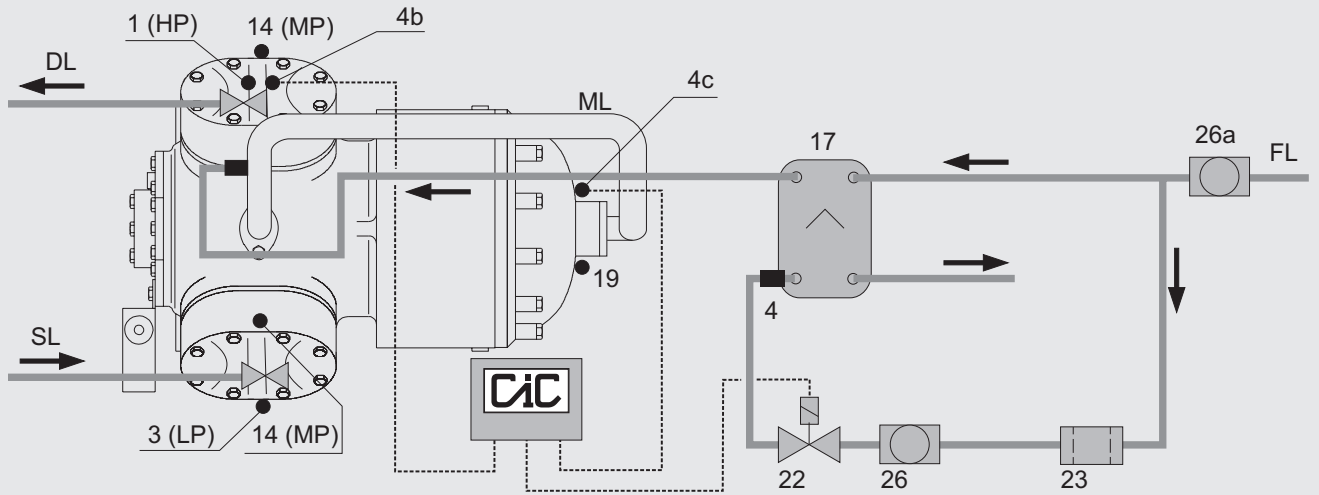 1 (HP)
14 (MP)
4b
DL
4c
ML
17
26a
FL
19
4
SL
CiC
3 (LP)
14 (MP)
22
26
23